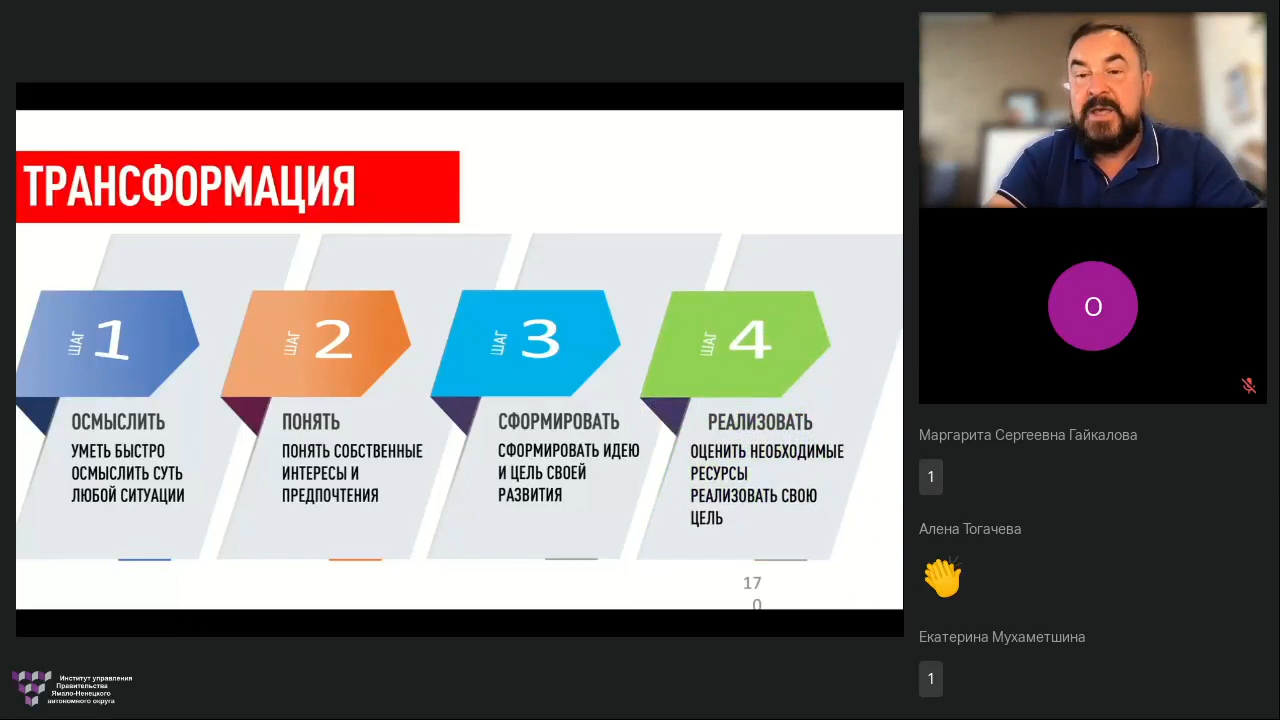 ТРАНСФОРМАЦИЯ
ШАГ 1
ШАГ 2
ШАГ 3
ШАГ 4
ОСМЫСЛИТЬ
УМЕТЬ БЫСТРО
ОСМЫСЛИТЬ СУТЬ
ЛЮБОЙ СИТУАЦИИ
ПОНЯТЬ
ПОНЯТЬ СОБСТВЕННЫЕ
ИНТЕРЕСЫ И
ПРЕДПОЧТЕНИЯ
СФОРМИРОВАТЬ
СФОРМИРОВАТЬ ИДЕЮ
И ЦЕЛЬ СВОЕЙ
РАЗВИТИЯ
РЕАЛИЗОВАТЬ
ОЦЕНИТЬ НЕОБХОДИМЫЕ
РЕСУРСЫ
РЕАЛИЗОВАТЬ СВОЮ
ЦЕЛЬ
17
0
О
Маргарита Сергеевна Гайкалова
1
Алена Тогачева
Екатерина Мухаметшина
1
Институт управления
Правительства
Ямало-Ненецкого
автономного округа